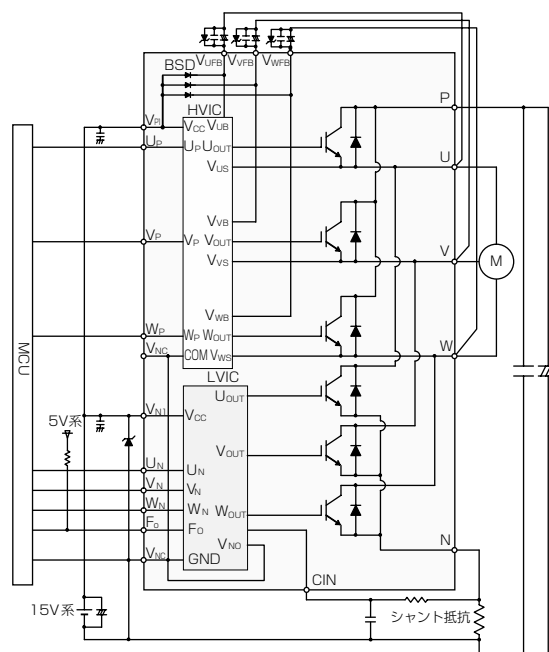 VUFB VVFB VWFB
BSD
HVIC
VP1
VCC VUB
P
UP
UP UOUT
VUS
U
VVB
VP
VP VOUT
VVS
V
M
VWB
WP
WP WOUT
VNC
COM VWS
W
MCU
LVIC
UOUT
VN1
VCC
5V系
VOUT
UN
UN
VN
VN
WN
WN WOUT
Fo
FO
VNO
N
VNC
GND
CIN
15V系
シャント抵抗